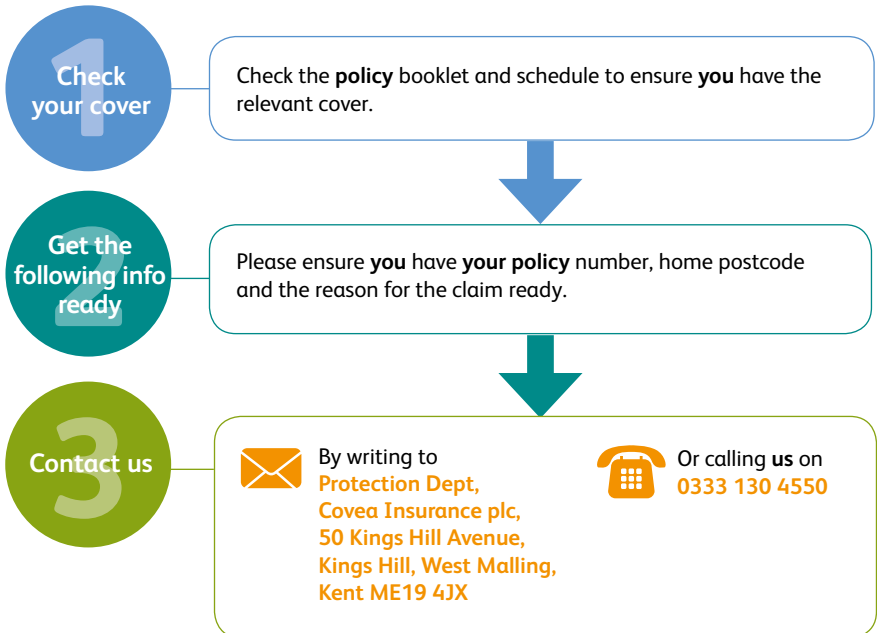 1
Check
your cover
Check the policy booklet and schedule to ensure you have the
relevant cover.
2
Get the
following info
ready
Please ensure you have your policy number, home postcode
and the reason for the claim ready.
3
Contact us
By writing to
Protection Dept,
Covea Insurance plc,
50 Kings Hill Avenue,
Kings Hill, West Malling,
Kent ME19 4JX
Or calling us on
0333 130 4550